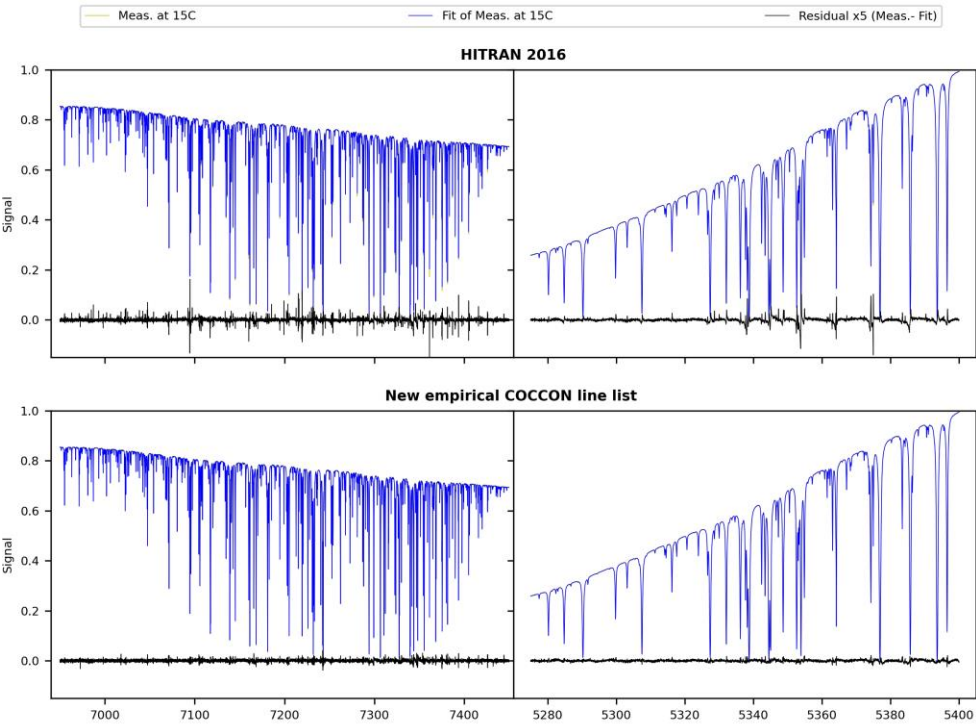 Meas. at 15C Fit of Meas. at 15C Residual x5 (Meas.- Fit)
HITRAN 2016
1.0
0.8
0.6
Signal
0.4
0.2
0.0
New empirical COCCON line list
1.0
0.8
0.6
Signal
0.4
0.2
0.0
7000 7100 7200 7300 7400 5280 5300 5320 5340 5360 5380 5400